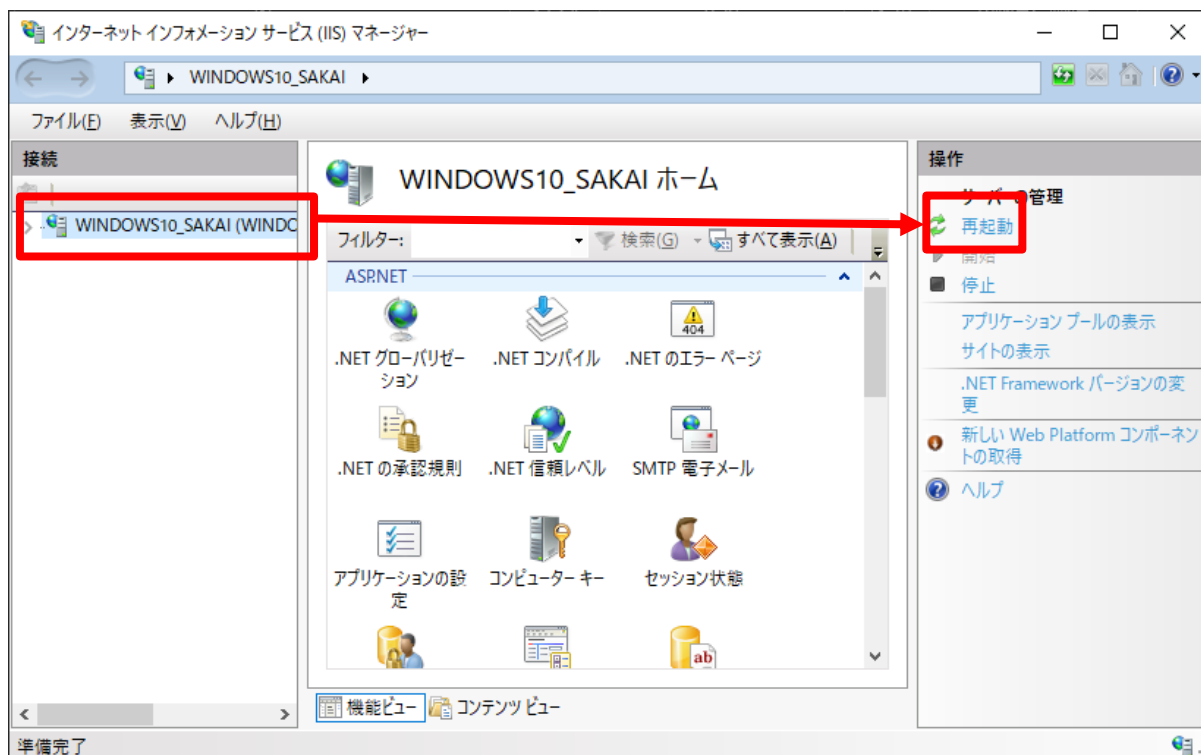 インターネット インフォメーション サービス (IIS) マネージャー
WINDOWS10_SAKAI
ファイル(F) 表示(V) ヘルプ(H)
接続
WINDOWS10_SAKAI (WINDO
WINDOWS10_SAKAI ホーム
フィルター: 検索(G) すべて表示(A)
ASP.NET
404
.NET グローバリゼー
ション
.NET コンパイル
.NET のエラー ページ
.NET の承認規則
.NET 信頼レベル
SMTP 電子メール
アプリケーションの設
定
コンピューター キー
セッション状態
ab
機能ビュー コンテンツ ビュー
操作
サーバーの管理
再起動
開始
停止
アプリケーション プールの表示
サイトの表示
.NET Framework バージョンの変
更
新しい Web Platform コンポーネン
トの取得
ヘルプ
準備完了